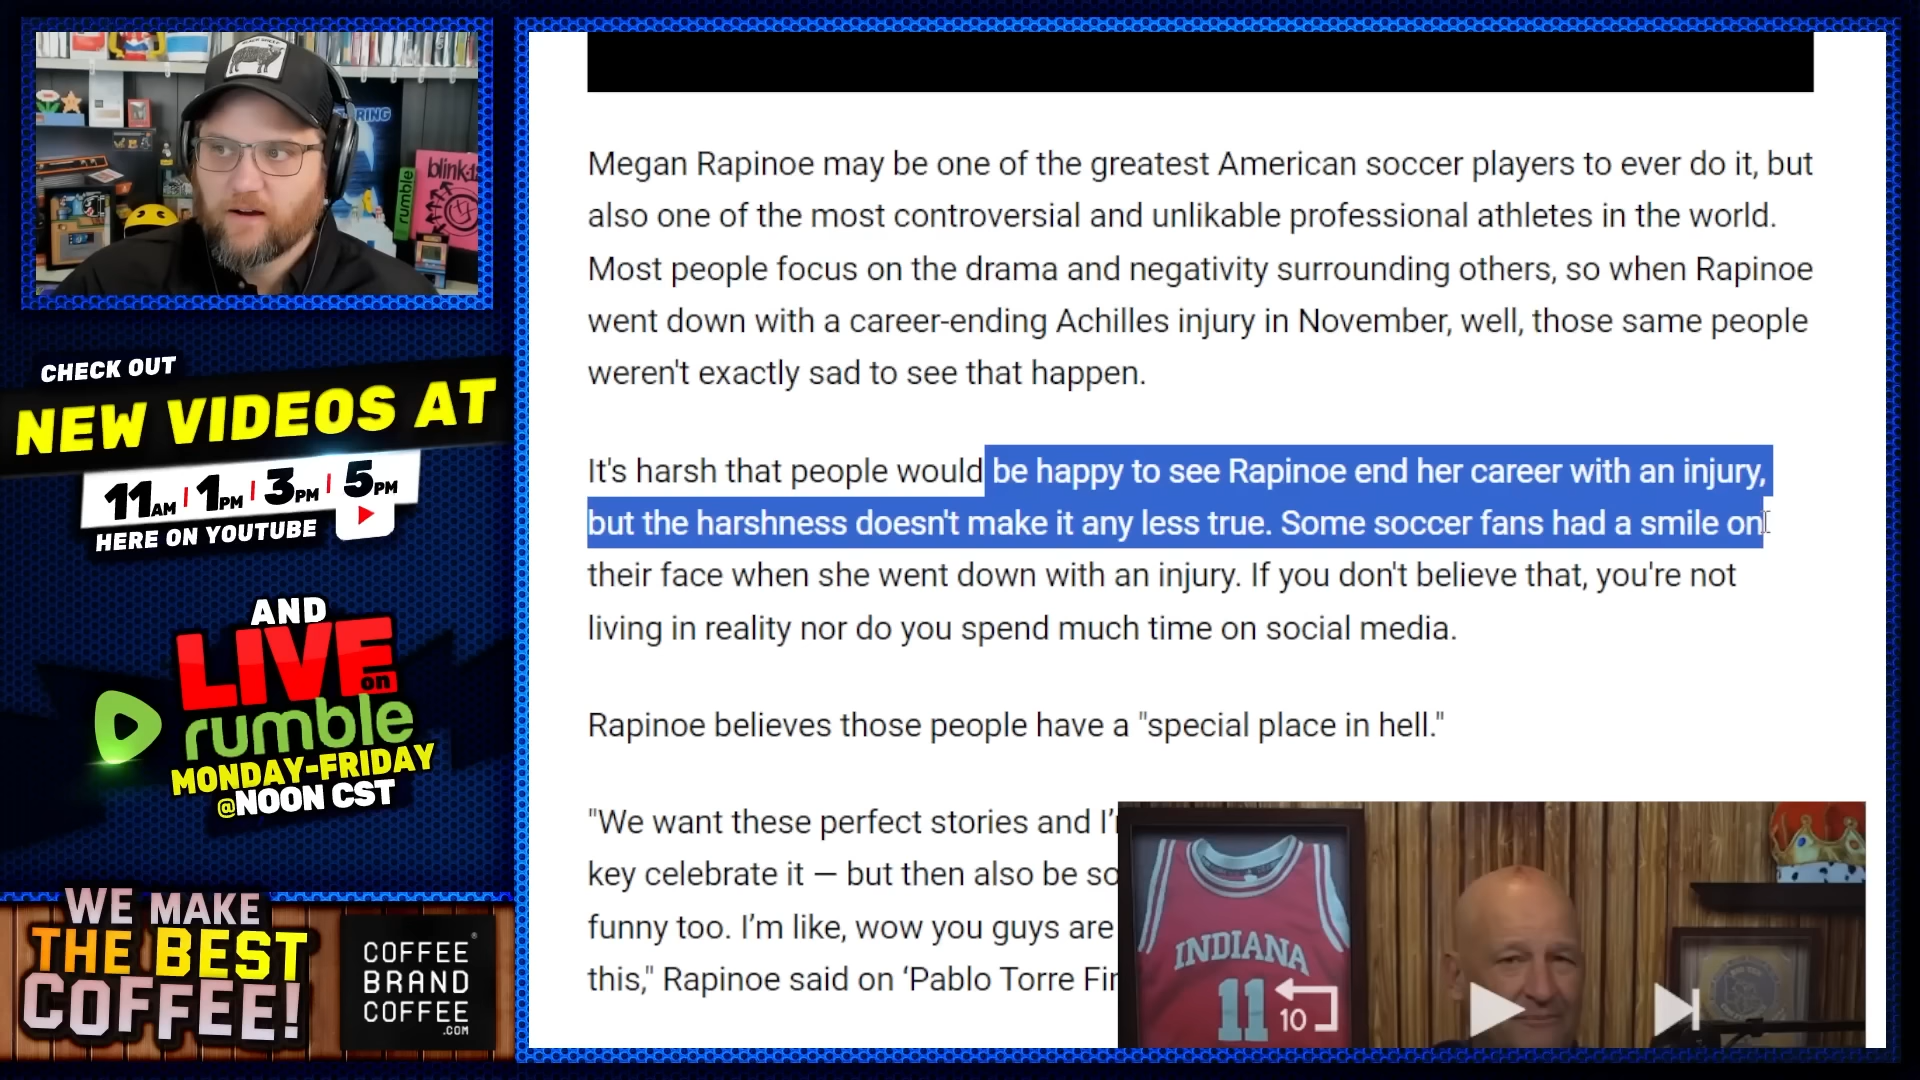 RING
blink-
rumble
CHECK OUT
NEW VIDEOS AT
11AM | 1PM | 3PM | 5PM
HERE ON YOUTUBE
AND
LIVE
on
rumble
MONDAY-FRIDAY
@NOON CST
WE MAKE
THE BEST
COFFEE!
COFFEE
BRAND
COFFEE
.COM
Megan Rapinoe may be one of the greatest American soccer players to ever do it, but
also one of the most controversial and unlikable professional athletes in the world.
Most people focus on the drama and negativity surrounding others, so when Rapinoe
went down with a career-ending Achilles injury in November, well, those same people
weren't exactly sad to see that happen.
It's harsh that people would be happy to see Rapinoe end her career with an injury,
but the harshness doesn't make it any less true. Some soccer fans had a smile on
their face when she went down with an injury. If you don't believe that, you're not
living in reality nor do you spend much time on social media.
Rapinoe believes those people have a "special place in hell."
"We want these perfect stories and I'
key celebrate it — but then also be so
funny too. I’m like, wow you guys are
this," Rapinoe said on ‘Pablo Torre Fin
INDIANA
11
10